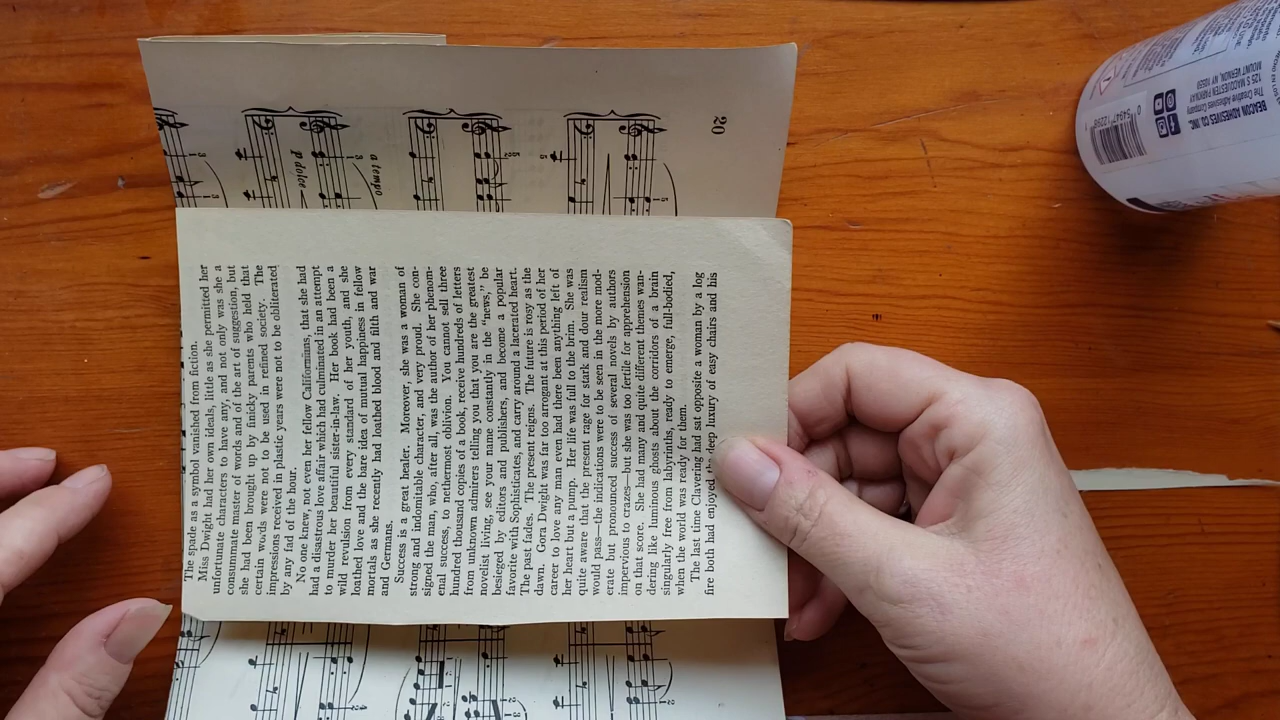 The spade as a symbol vanished from fiction.
Miss Dwight had her own ideals, little as she permitted her
unfortunate characters to have any, and not only was she a
consummate master of words and of the art of suggestion, but
she had been brought up by finicky parents who held that
certain words were not to be used in refined society. The
impressions received in plastic years were not to be obliterated
by any fad of the hour.
No one knew, not even her fellow Californians, that she had
had a disastrous love affair which had culminated in an attempt
to murder her beautiful sister-in-law. Her book had been a
wild revulsion from every standard of her youth, and she
loathed love and the bare idea of mutual happiness in fellow
mortals as she recently had loathed blood and filth and war
and Germans.
Success is a great healer. Moreover, she was a woman of
strong and indomitable character, and very proud. She con-
signed the man, who, after all, was the author of her phenom-
enal success, to nethermost oblivion. You cannot sell three
hundred thousand copies of a book, receive hundreds of letters
from unknown admirers telling you that you are the greatest
novelist living, see your name constantly in the "news," be
besieged by editors and publishers, and become a popular
favorite with Sophisticates, and carry around a lacerated heart.
The past fades. The present reigns. The future is rosy as the
dawn. Gora Dwight was far too arrogant at this period of her
career to love any man even had there been anything left of
her heart but a pump. Her life was full to the brim. She was
quite aware that the present rage for stark and dour realism
would pass—the indications were to be seen in the more mod-
erate but pronounced success of several novels by authors
impervious to crazes—but she was too fertile for apprehension
on that score. She had many and quite different themes wan-
dering like luminous ghosts about the corridors of a brain
singularly free from labyrinths, ready to emerge, full-bodied,
when the world was ready for them.
The last time Clavering had sat opposite a woman by a log
fire both had enjoyed the deep luxury of easy chairs and his
20
a tempo
p dolce
BEACON ADHESIVES CO. INC.
The Creative Adhesives Company
125 S MACQUESTEN PARKWAY
MOUNT VERNON, NY 10550